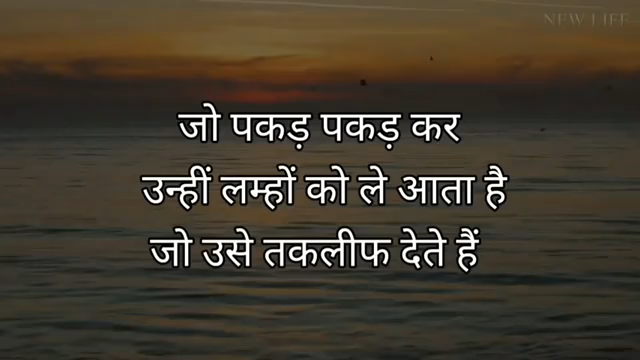 NEW LIFE
जो पकड़ पकड़ कर
उन्हीं लम्हों को ले आता है
जो उसे तकलीफ देते हैं